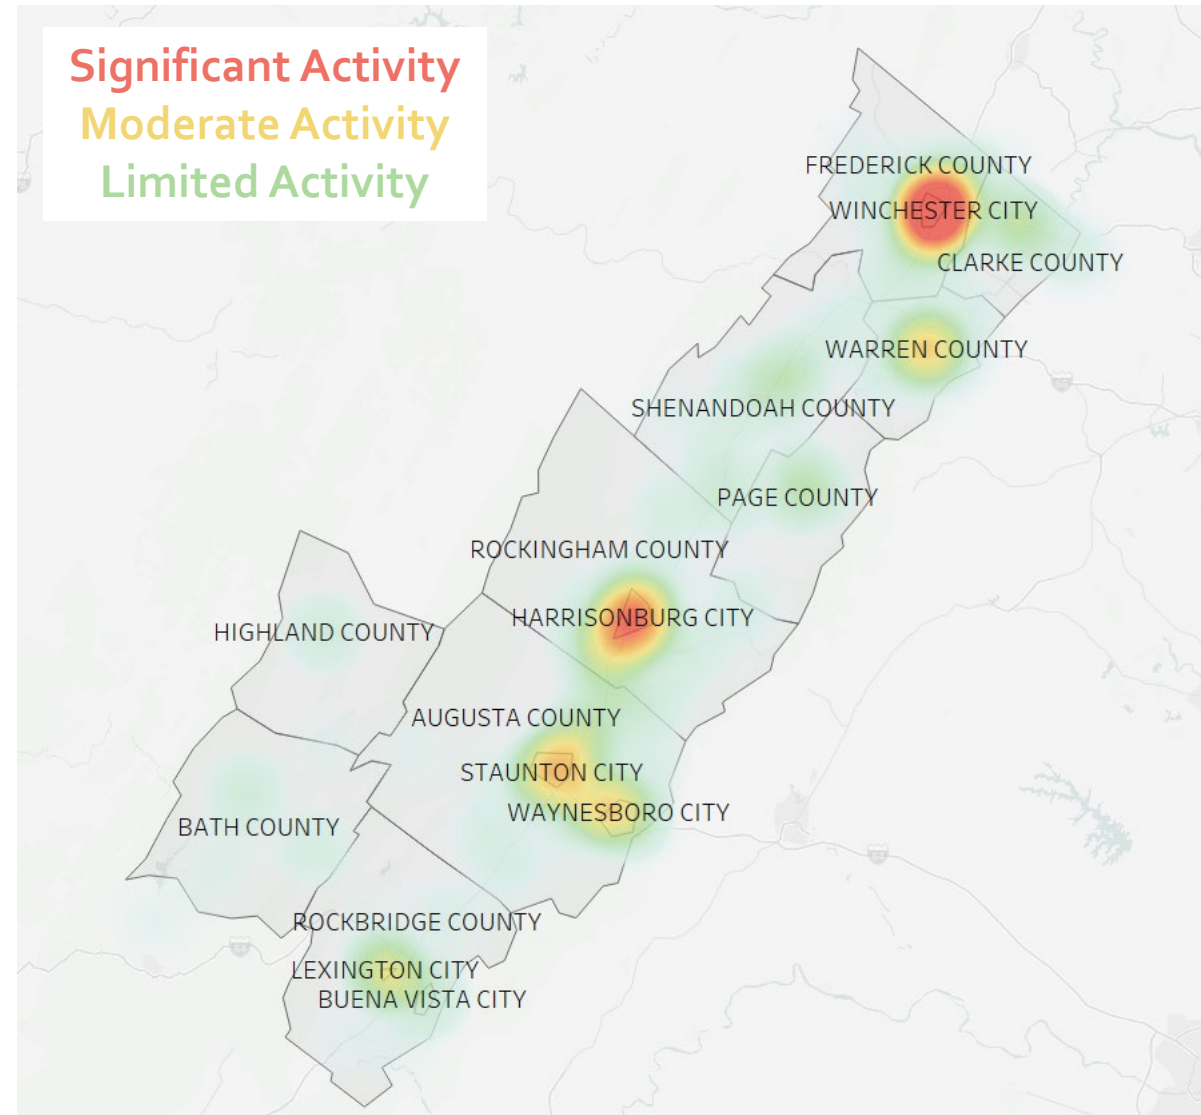 Significant Activity
Moderate Activity
Limited Activity
FREDERICK COUNTY
WINCHESTER CITY
CLARKE COUNTY
WARREN COUNTY
SHENANDOAH COUNTY
PAGE COUNTY
ROCKINGHAM COUNTY
HARRISONBURG CITY
HIGHLAND COUNTY
AUGUSTA COUNTY
STAUNTON CITY
WAYNESBORO CITY
BATH COUNTY
ROCKBRIDGE COUNTY
LEXINGTON CITY
BUENA VISTA CITY